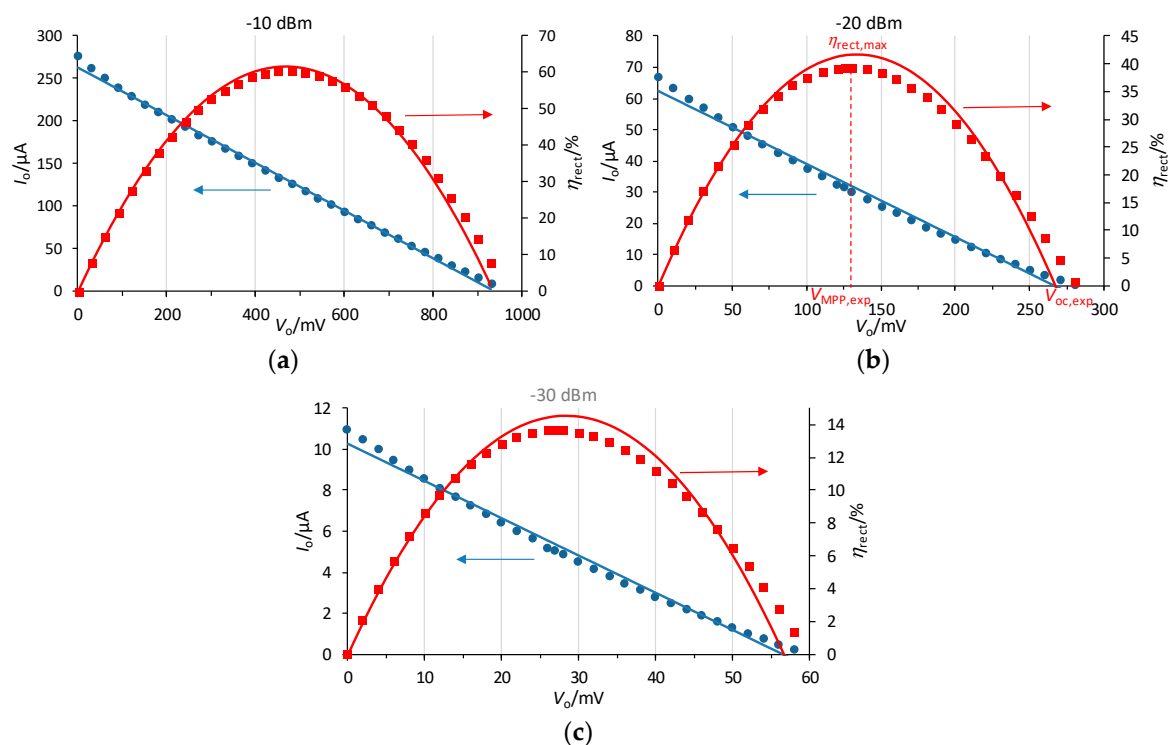 -10 dBm
300
250
200
150
100
50
0
Io/µA
70
60
50
40
30
20
10
0
ηrect/%
0 200 400 600 800 1000
Vo/mV
(a)
-20 dBm
80
70
60
50
40
30
20
10
0
Io/µA
ηrect,max
45
40
35
30
25
20
15
10
5
0
ηrect/%
VMPP,exp
Voc,exp
0 50 100 150 200 250 300
Vo/mV
(b)
-30 dBm
12
10
8
6
4
2
0
Io/µA
14
12
10
8
6
4
2
0
ηrect/%
0 10 20 30 40 50 60
Vo/mV
(c)